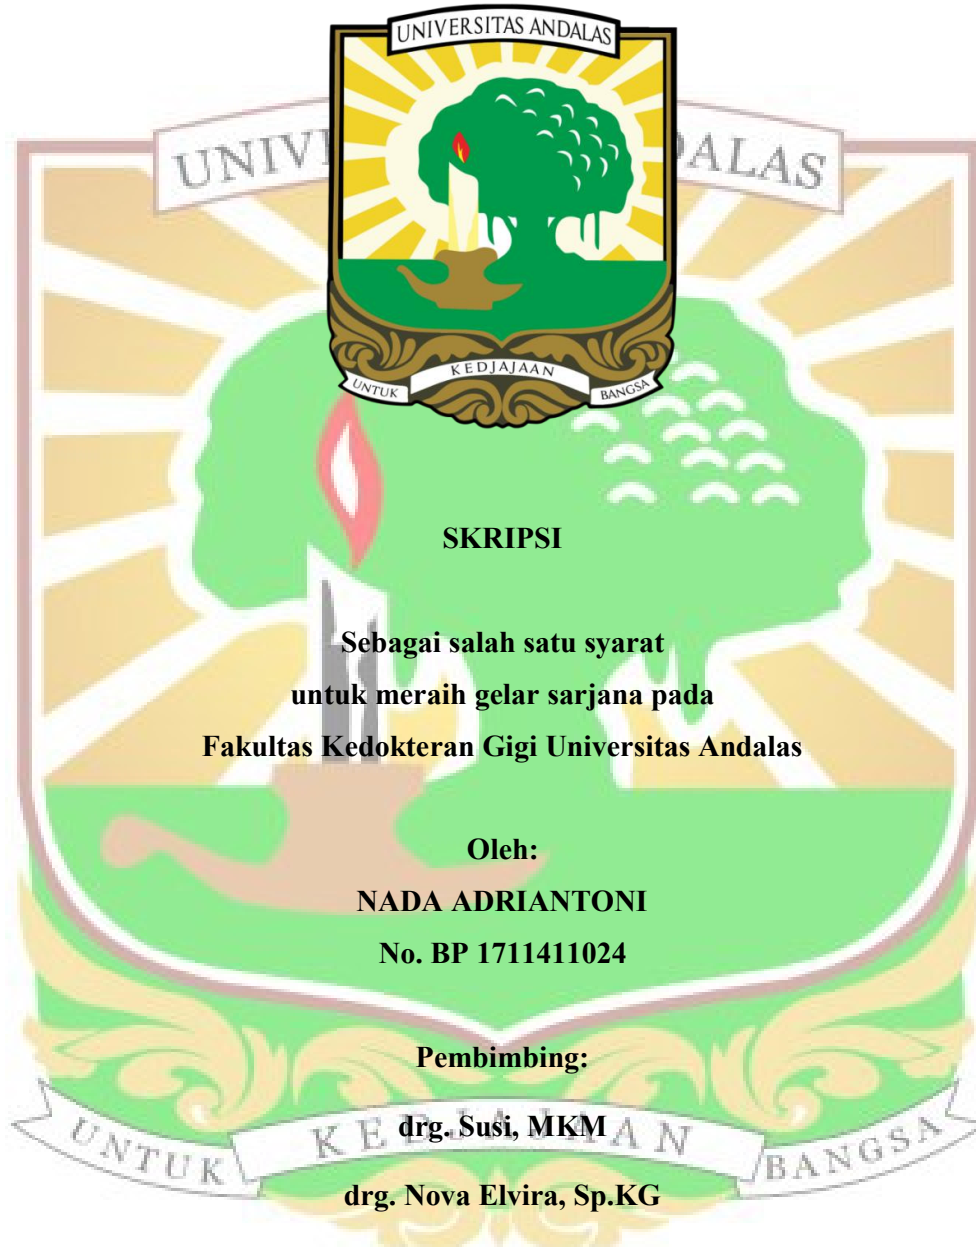 UNIVERSITAS ANDALAS
UNTUK KEDJAJAAN BANGSA
SKRIPSI
Sebagai salah satu syarat
untuk meraih gelar sarjana pada
Fakultas Kedokteran Gigi Universitas Andalas
Oleh:
NADA ADRIANTONI
No. BP 1711411024
Pembimbing:
drg. Susi, MKM
UNTUK KEDJAJAAN BANGSA
drg. Nova Elvira, Sp.KG